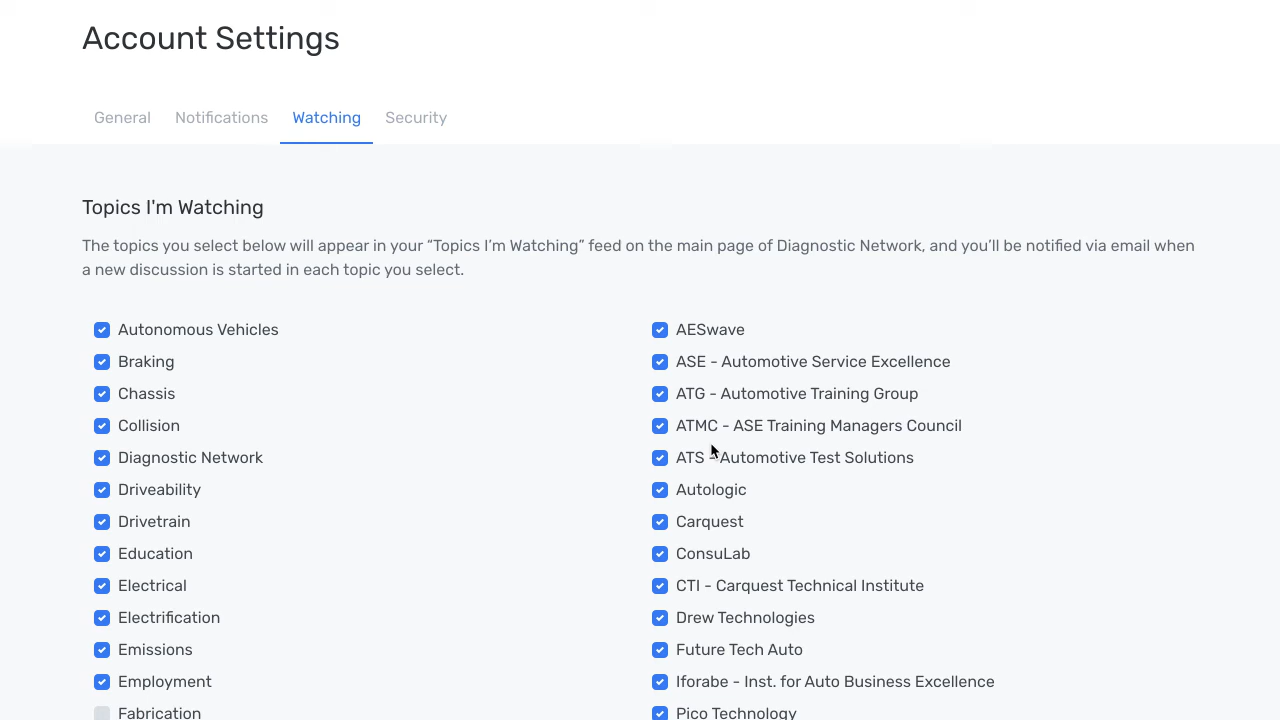 Account Settings
General
Notifications
Watching
Security
Topics I'm Watching
The topics you select below will appear in your “Topics I’m Watching” feed on the main page of Diagnostic Network, and you’ll be notified via email when
a new discussion is started in each topic you select.
Autonomous Vehicles
Braking
Chassis
Collision
Diagnostic Network
Driveability
Drivetrain
Education
Electrical
Electrification
Emissions
Employment
Fabrication
AESwave
ASE - Automotive Service Excellence
ATG - Automotive Training Group
ATMC - ASE Training Managers Council
ATS - Automotive Test Solutions
Autologic
Carquest
ConsuLab
CTI - Carquest Technical Institute
Drew Technologies
Future Tech Auto
Iforabe - Inst. for Auto Business Excellence
Pico Technology